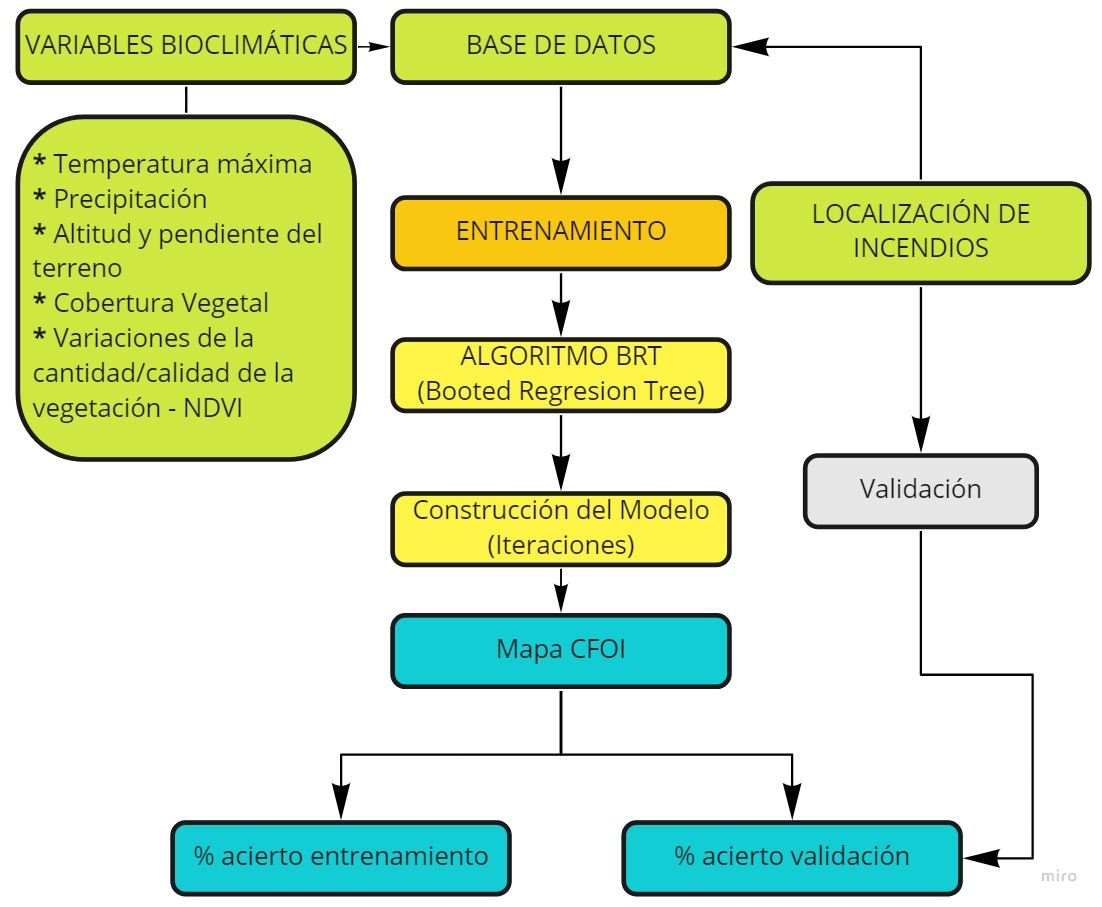 VARIABLES BIOCLIMÁTICAS
BASE DE DATOS
* Temperatura máxima
* Precipitación
* Altitud y pendiente del
terreno
* Cobertura Vegetal
* Variaciones de la
cantidad/calidad de la
vegetación - NDVI
ENTRENAMIENTO
LOCALIZACIÓN DE
INCENDIOS
ALGORITMO BRT
(Booted Regresion Tree)
Construcción del Modelo
(Iteraciones)
Validación
Mapa CFOI
% acierto entrenamiento
% acierto validación
miro